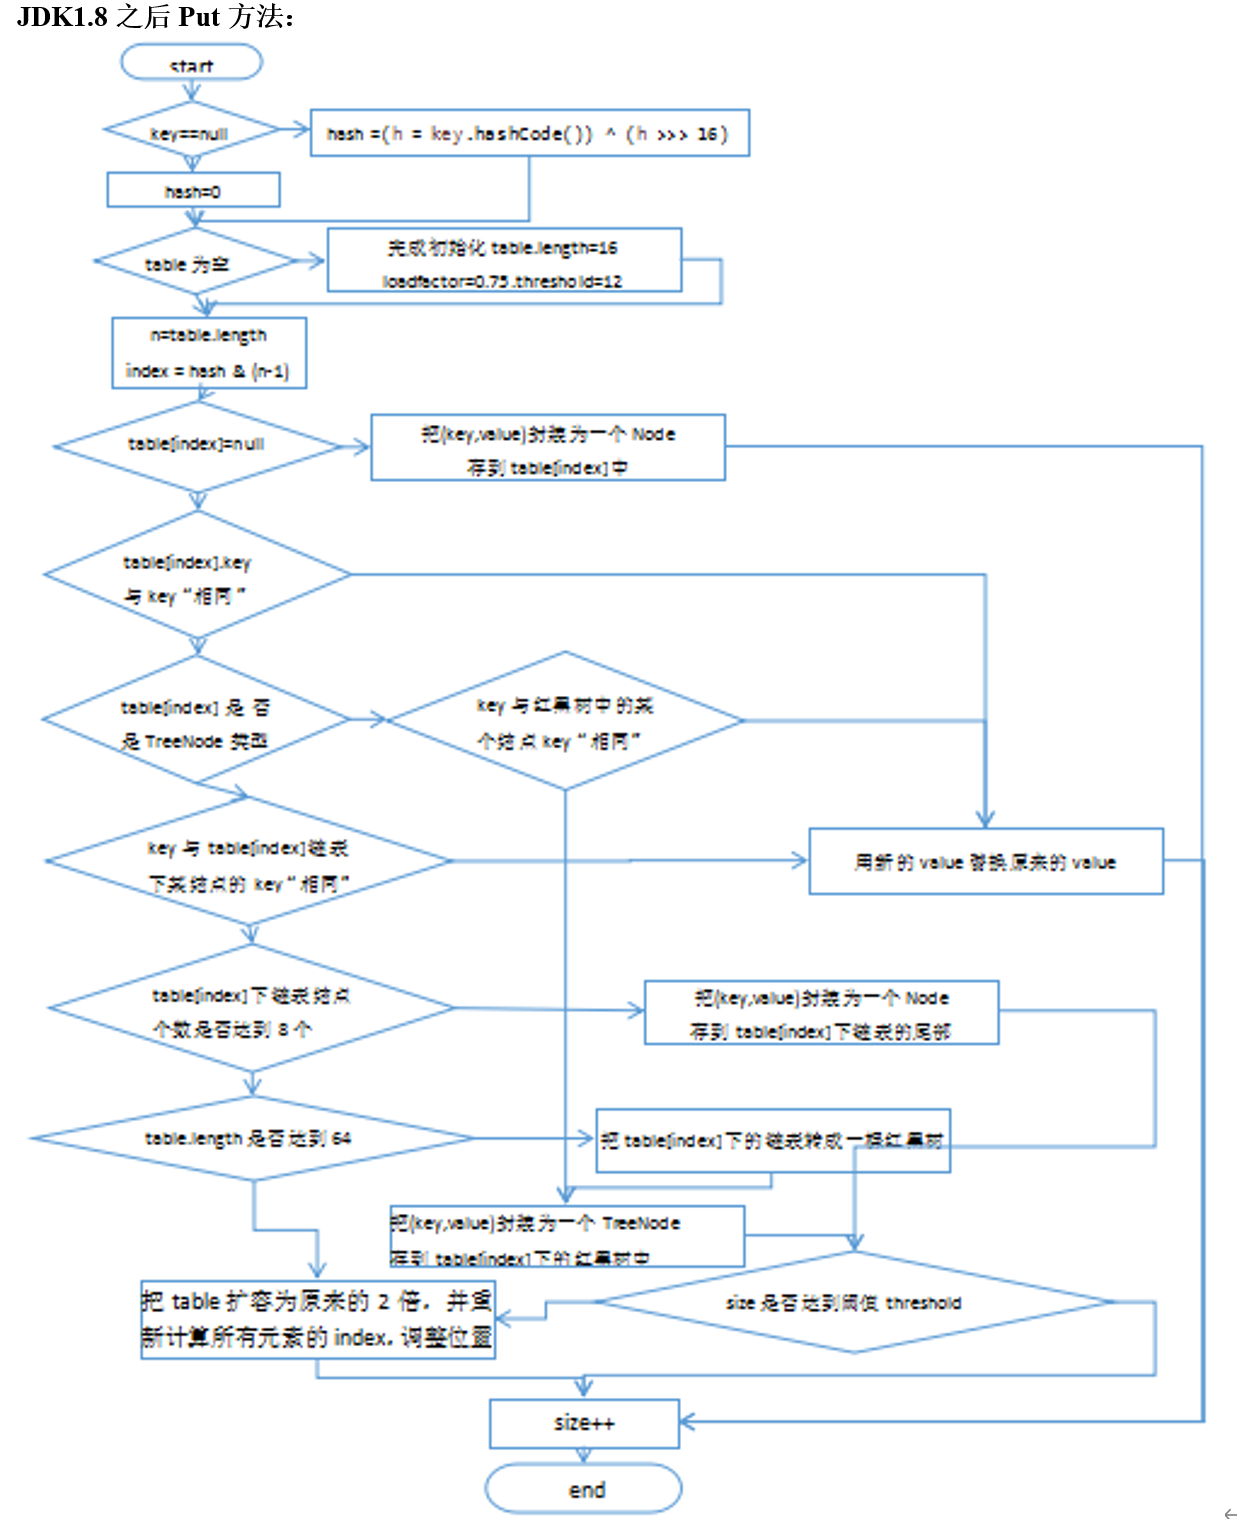 JDK1.8 之后 Put 方法：
start
key==null
hash =(h = key.hashCode()) ^ (h >>> 16)
hash=0
table 为空
完成初始化 table.length=16
loadfactor=0.75.threshold=12
n=table.length
index = hash & (n-1)
table[index]=null
把(key,value)封装为一个 Node
存到 table[index]中
table[index].key
与 key“相同”
table[index] 是 否
是 TreeNode 类型
key 与红黑树中的某
个结点 key“相同”
key 与 table[index]链表
下某结点的 key“相同”
用新的 value 替换原来的 value
table[index]下链表结点
个数是否达到 8 个
把(key,value)封装为一个 Node
存到 table[index]下链表的尾部
table.length 是否达到 64
把 table[index]下的链表转成一棵红黑树
把(key,value)封装为一个 TreeNode
存到 table[index]下的红黑树中
size 是否达到阈值 threshold
把 table 扩容为原来的 2 倍，并重
新计算所有元素的 index，调整位置
size++
end